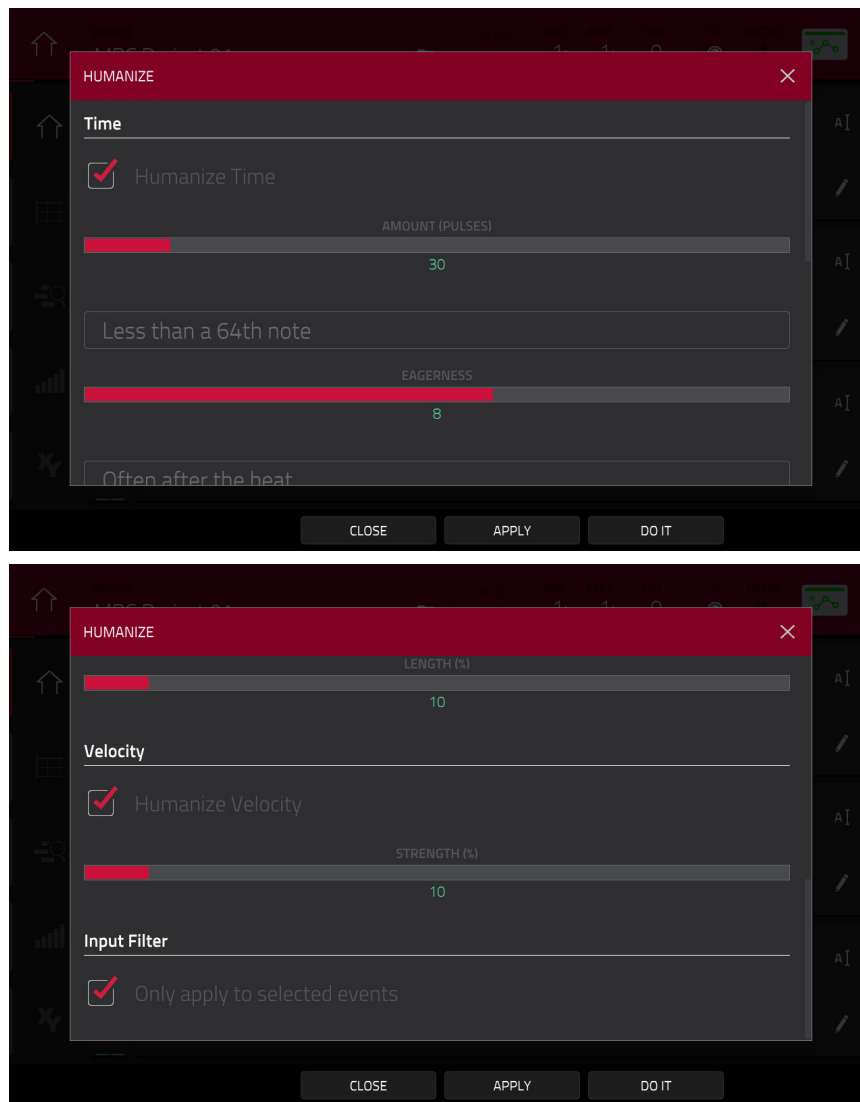 HUMANIZE
Time
Humanize Time
AMOUNT (PULSES)
30
Less than a 64th note
EAGERNESS
8
Often after the beat
CLOSE APPLY DO IT
HUMANIZE
LENGTH (%)
10
Velocity
Humanize Velocity
STRENGTH (%)
10
Input Filter
Only apply to selected events
CLOSE APPLY DO IT